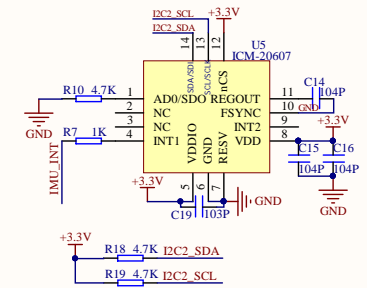 I2C2_SCL
+3.3V
I2C2_SDA
14
13
12
U5
ICM-20607
SDA/SDI
SCL/SCLK
nCS
R10 4.7K
1
AD0/SDO
REGOUT
11
C14
104P
GND
2
NC
FSYNC
10
GND
R7 1K
3
NC
INT2
9
+3.3V
4
INT1
VDD
8
IMU_INT
VDDIO
GND
RESV
C15
C16
104P
104P
+3.3V
5
6
7
C19
103P
GND
GND
+3.3V
R18 4.7K
I2C2_SDA
R19 4.7K
I2C2_SCL